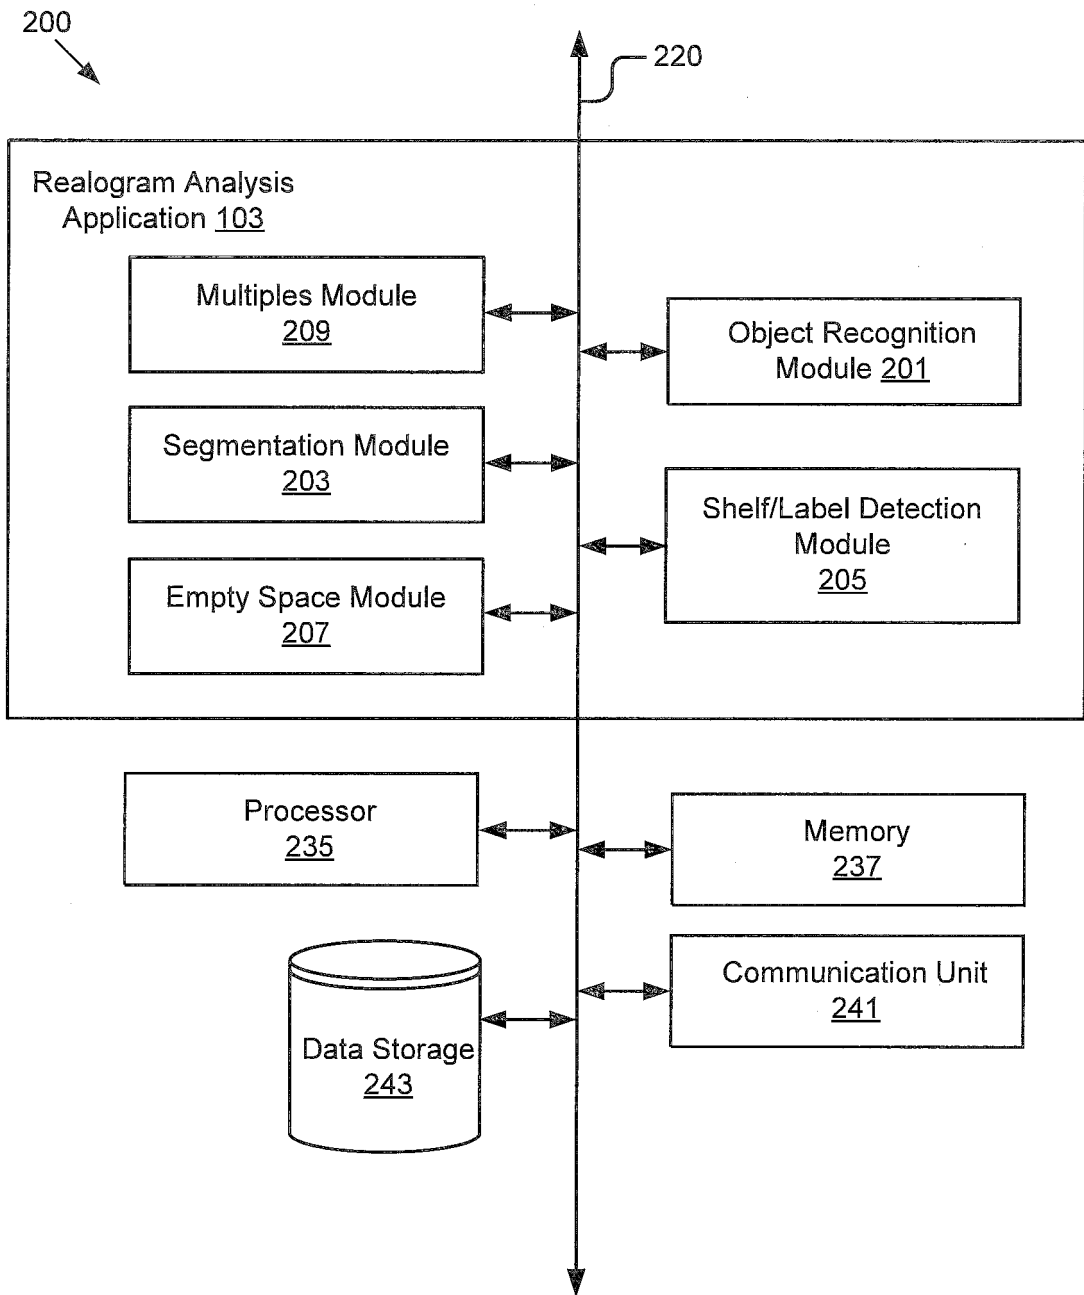 200
220
Realogram Analysis
Application 103
Multiples Module
209
Object Recognition
Module 201
Segmentation Module
203
Shelf/Label Detection
Module
205
Empty Space Module
207
Processor
235
Memory
237
Communication Unit
241
Data Storage
243